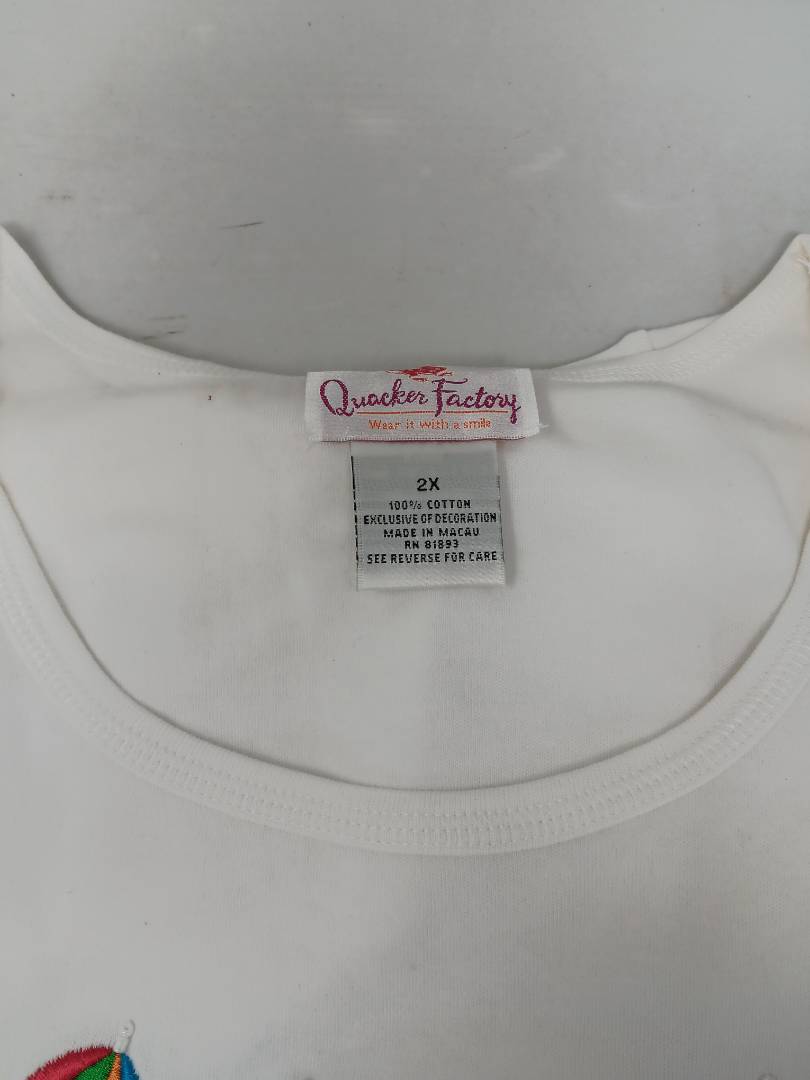 Quacker Factory
Wear it with a smile
2X
100% COTTON
EXCLUSIVE OF DECORATION
MADE IN MACAU
RN 81893
SEE REVERSE FOR CARE